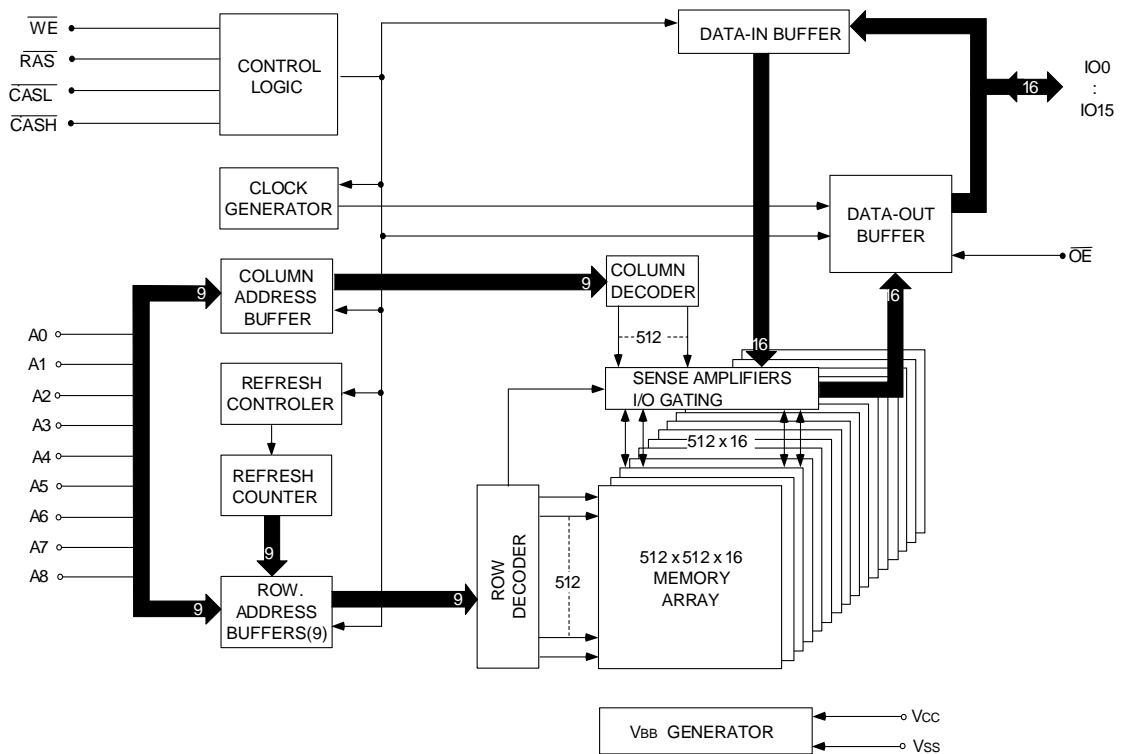 WE
RAS
CASL
CASH
CONTROL
LOGIC
DATA-IN BUFFER
16
IO0
:
IO15
CLOCK
GENERATOR
DATA-OUT
BUFFER
OE
9
COLUMN
ADDRESS
BUFFER
9
COLUMN
DECODER
16
512
16
A0
A1
A2
A3
A4
A5
A6
A7
A8
REFRESH
CONTROLER
SENSE AMPLIFIERS
I/O GATING
512 x 16
REFRESH
COUNTER
9
9
ROW.
ADDRESS
BUFFERS(9)
9
ROW
DECODER
512
512 x 512 x 16
MEMORY
ARRAY
VBB GENERATOR
VCC
VSS